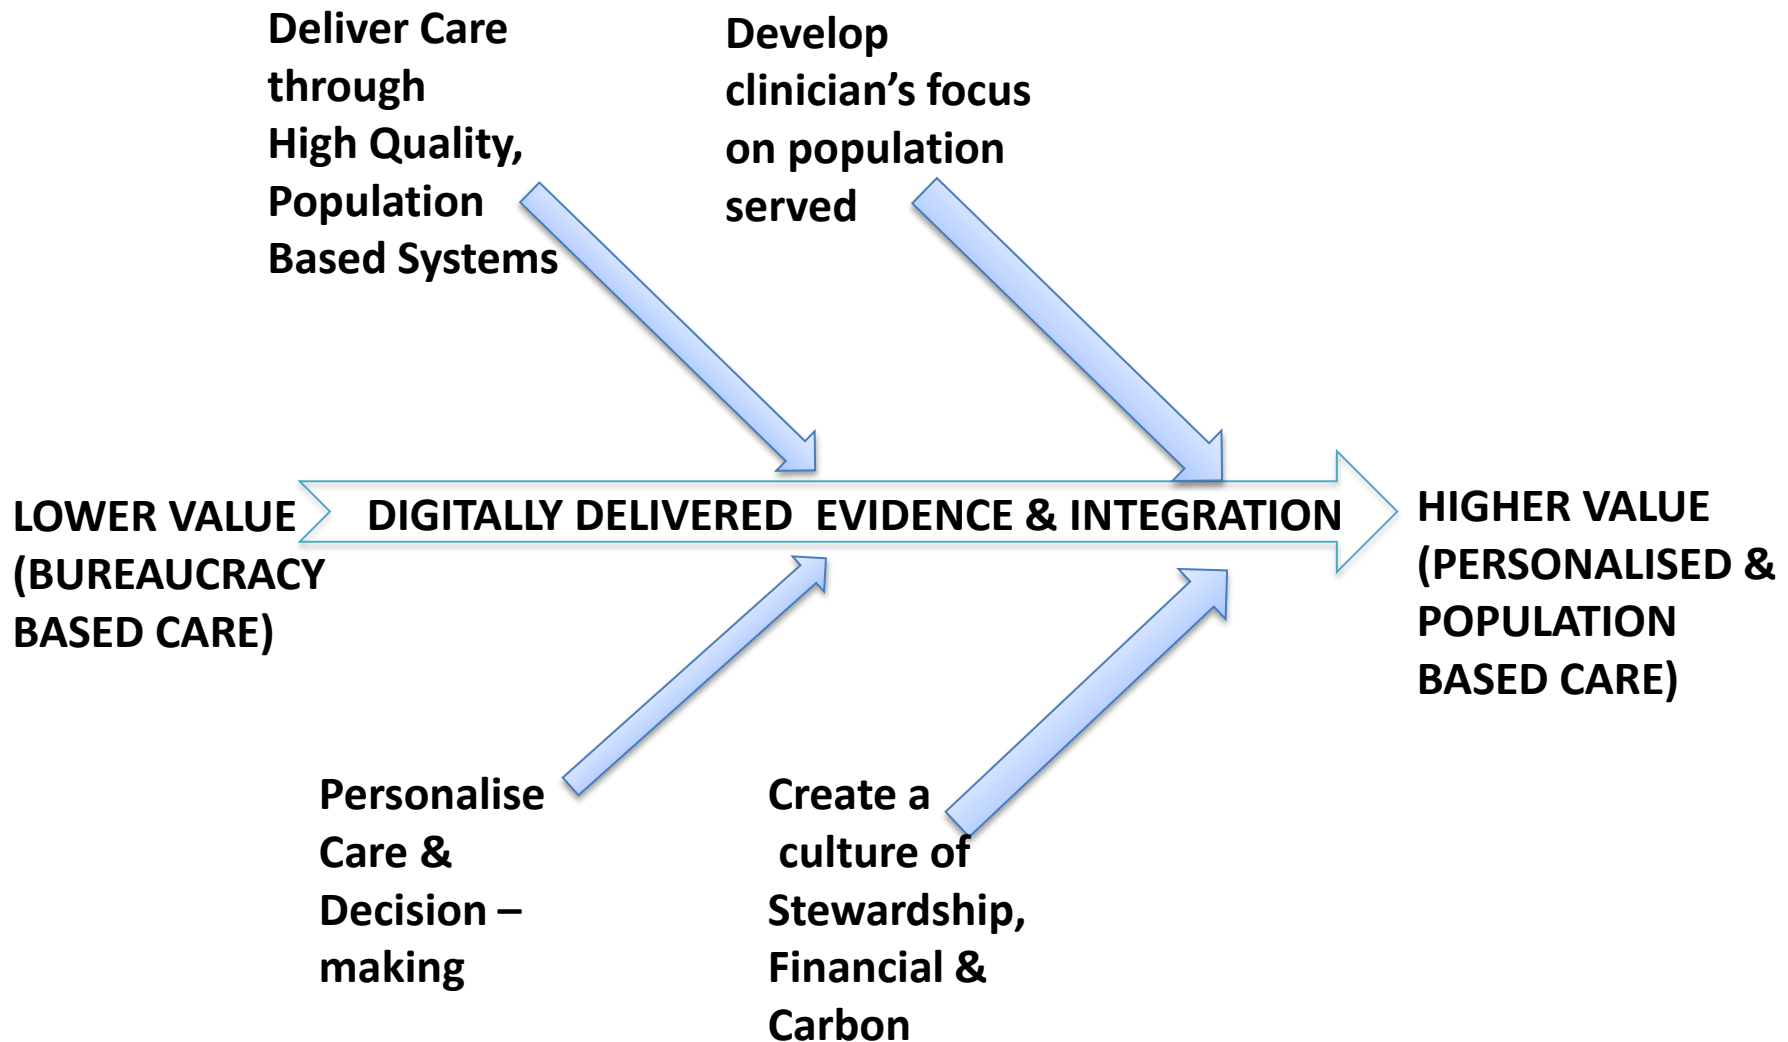 Deliver Care
through
High Quality,
Population
Based Systems
Develop
clinician’s focus
on population
served
LOWER VALUE
(BUREAUCRACY
BASED CARE)
DIGITALLY DELIVERED  EVIDENCE & INTEGRATION
HIGHER VALUE
(PERSONALISED &
POPULATION
BASED CARE)
Personalise
Care &
Decision –
making
Create a
culture of
Stewardship,
Financial &
Carbon